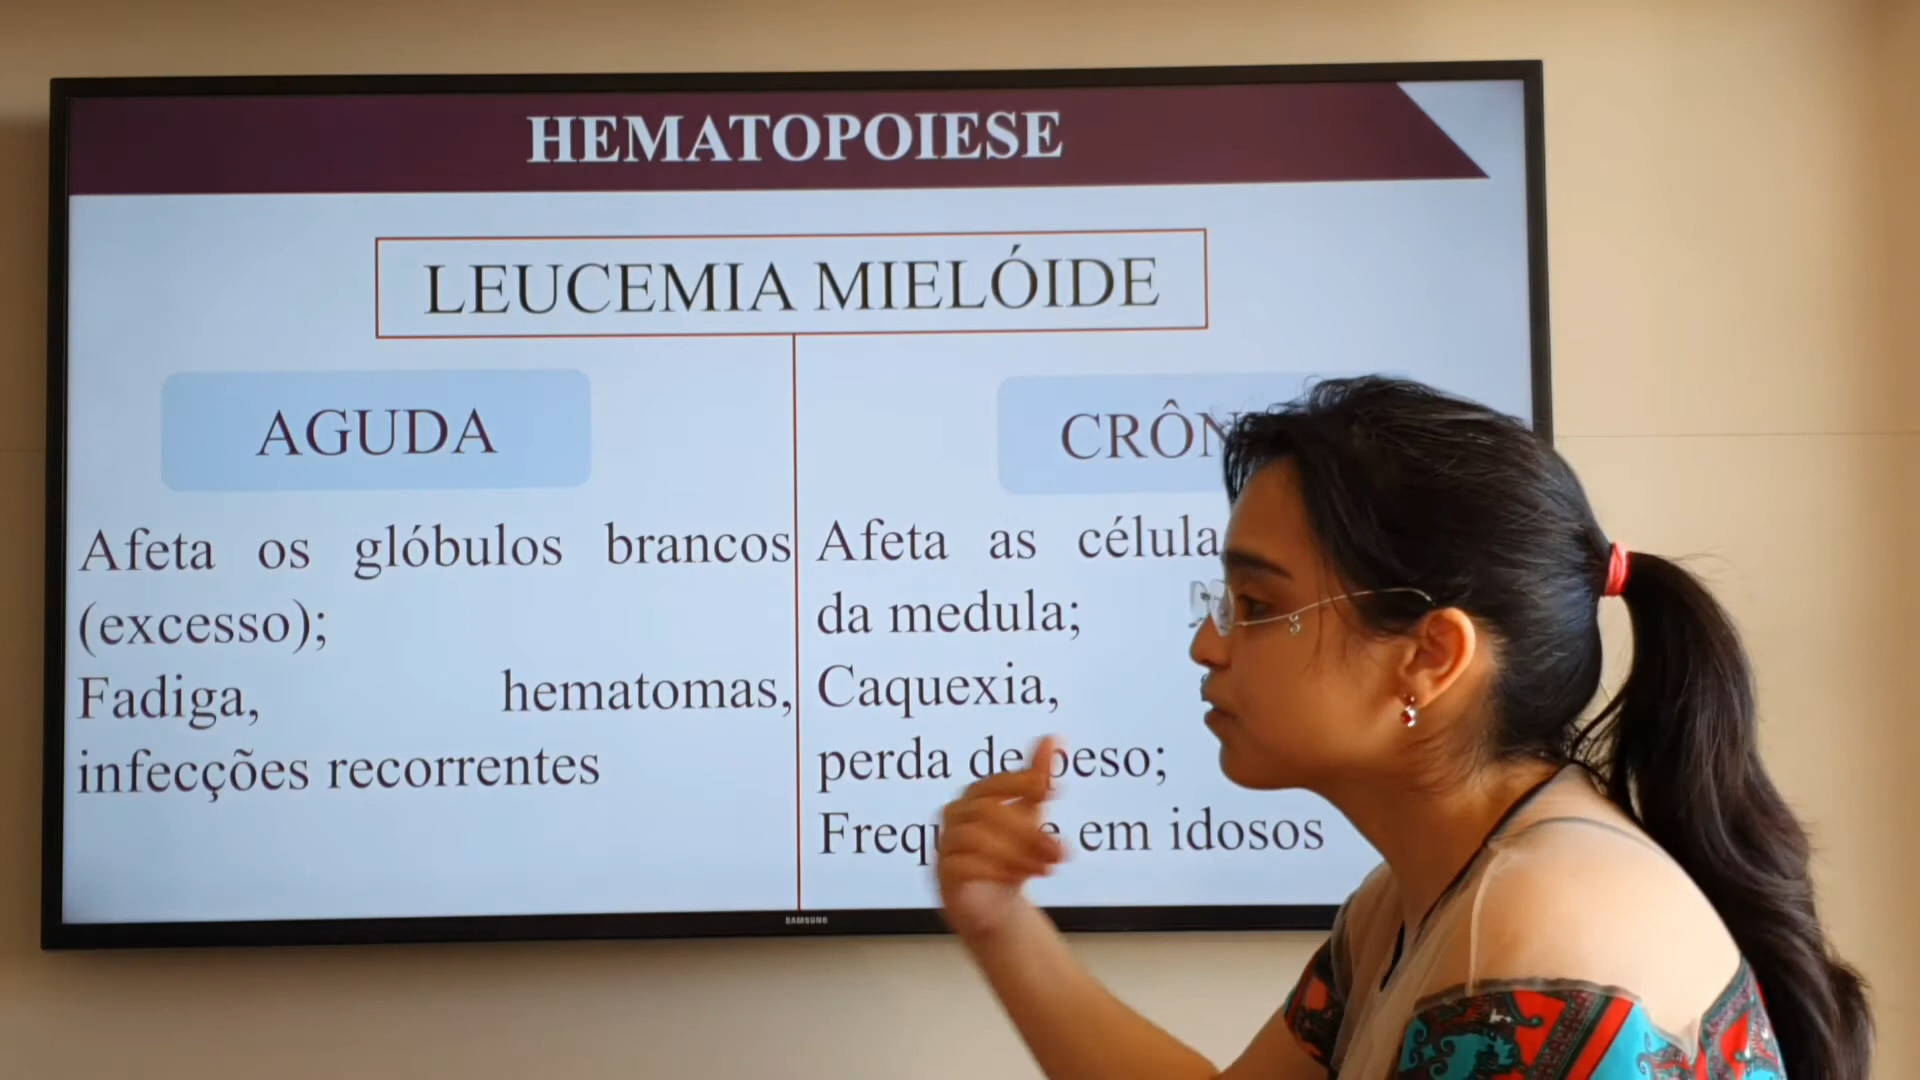 HEMATOPOIESE
LEUCEMIA MIELÓIDE
AGUDA
Afeta os glóbulos brancos
(excesso);
Fadiga, hematomas,
infecções recorrentes
Afeta as
da medula;
Caquexia,
perda de peso;
em idosos
SAMSUNG